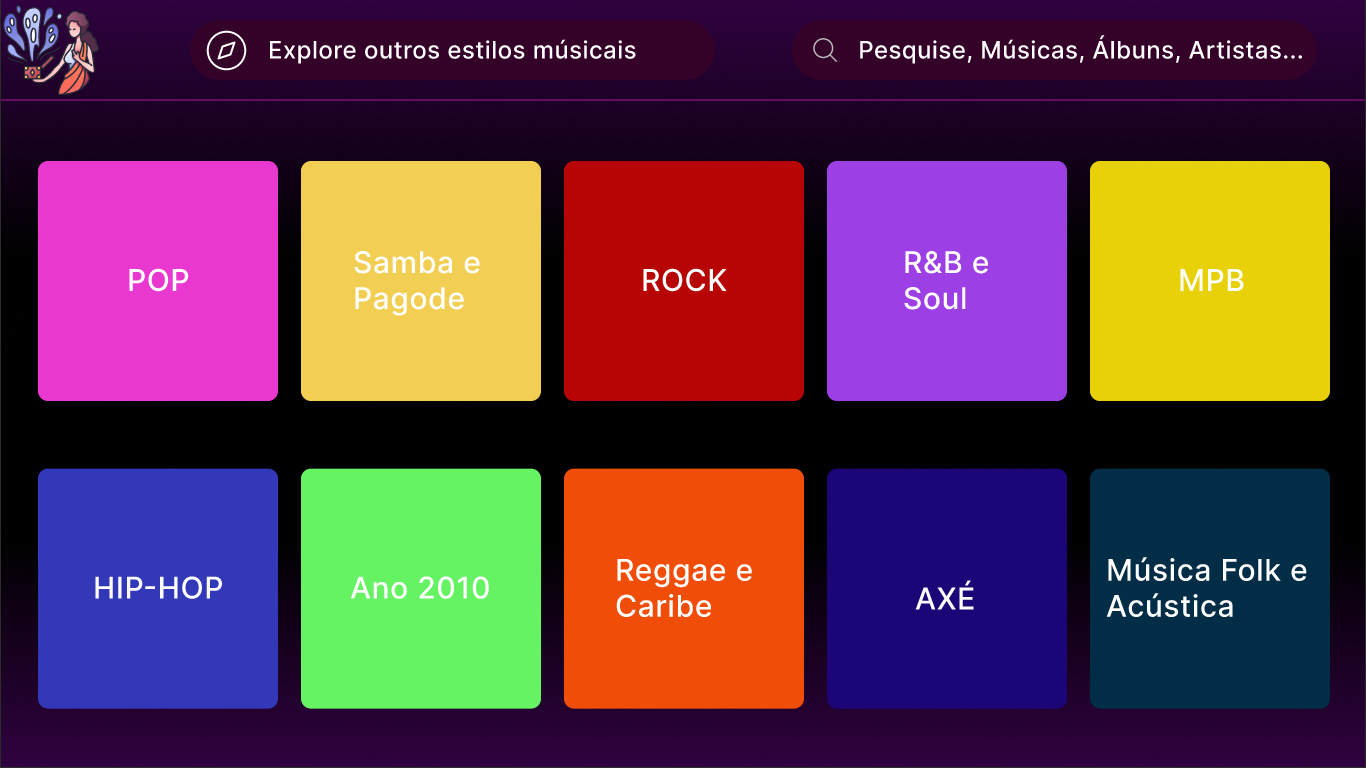 Explore outros estilos músicais
Pesquise, Músicas, Álbuns, Artistas...
POP
Samba e
Pagode
ROCK
R&B e
Soul
MPB
HIP-HOP
Ano 2010
Reggae e
Caribe
AXÉ
Música Folk e
Acústica